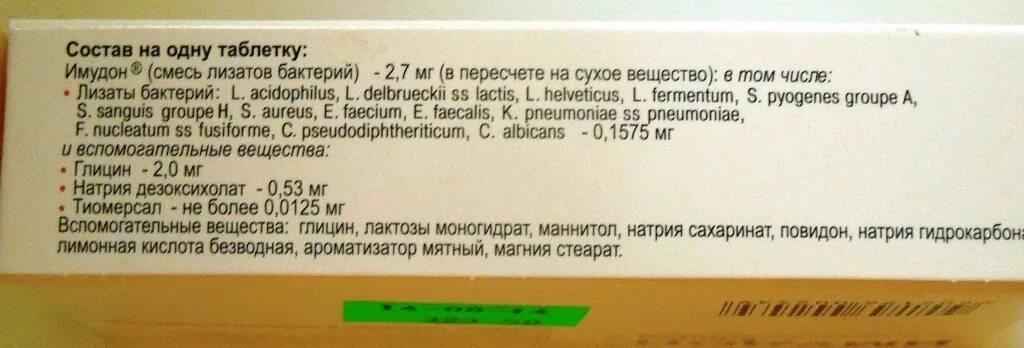 Состав на одну таблетку:
Имудон® (смесь лизатов бактерий) - 2,7 мг (в пересчете на сухое вещество): в том числе:
• Лизаты бактерий: L. acidophilus, L. delbrueckii ss lactis, L. helveticus, L. fermentum, S. pyogenes groupe A,
S. sanguis groupe H, S. aureus, E. faecium, E. faecalis, K. pneumoniae ss pneumoniae,
F. nucleatum ss fusiforme, C. pseudodiphtheriticum, C. albicans - 0,1575 мг
и вспомогательные вещества:
• Глицин - 2,0 мг
• Натрия дезоксихолат - 0,53 мг
• Тиомерсал - не более 0,0125 мг
Вспомогательные вещества: глицин, лактозы моногидрат, маннитол, натрия сахаринат, повидон, натрия гидрокарбона
лимонная кислота безводная, ароматизатор мятный, магния стеарат.
14-08-14